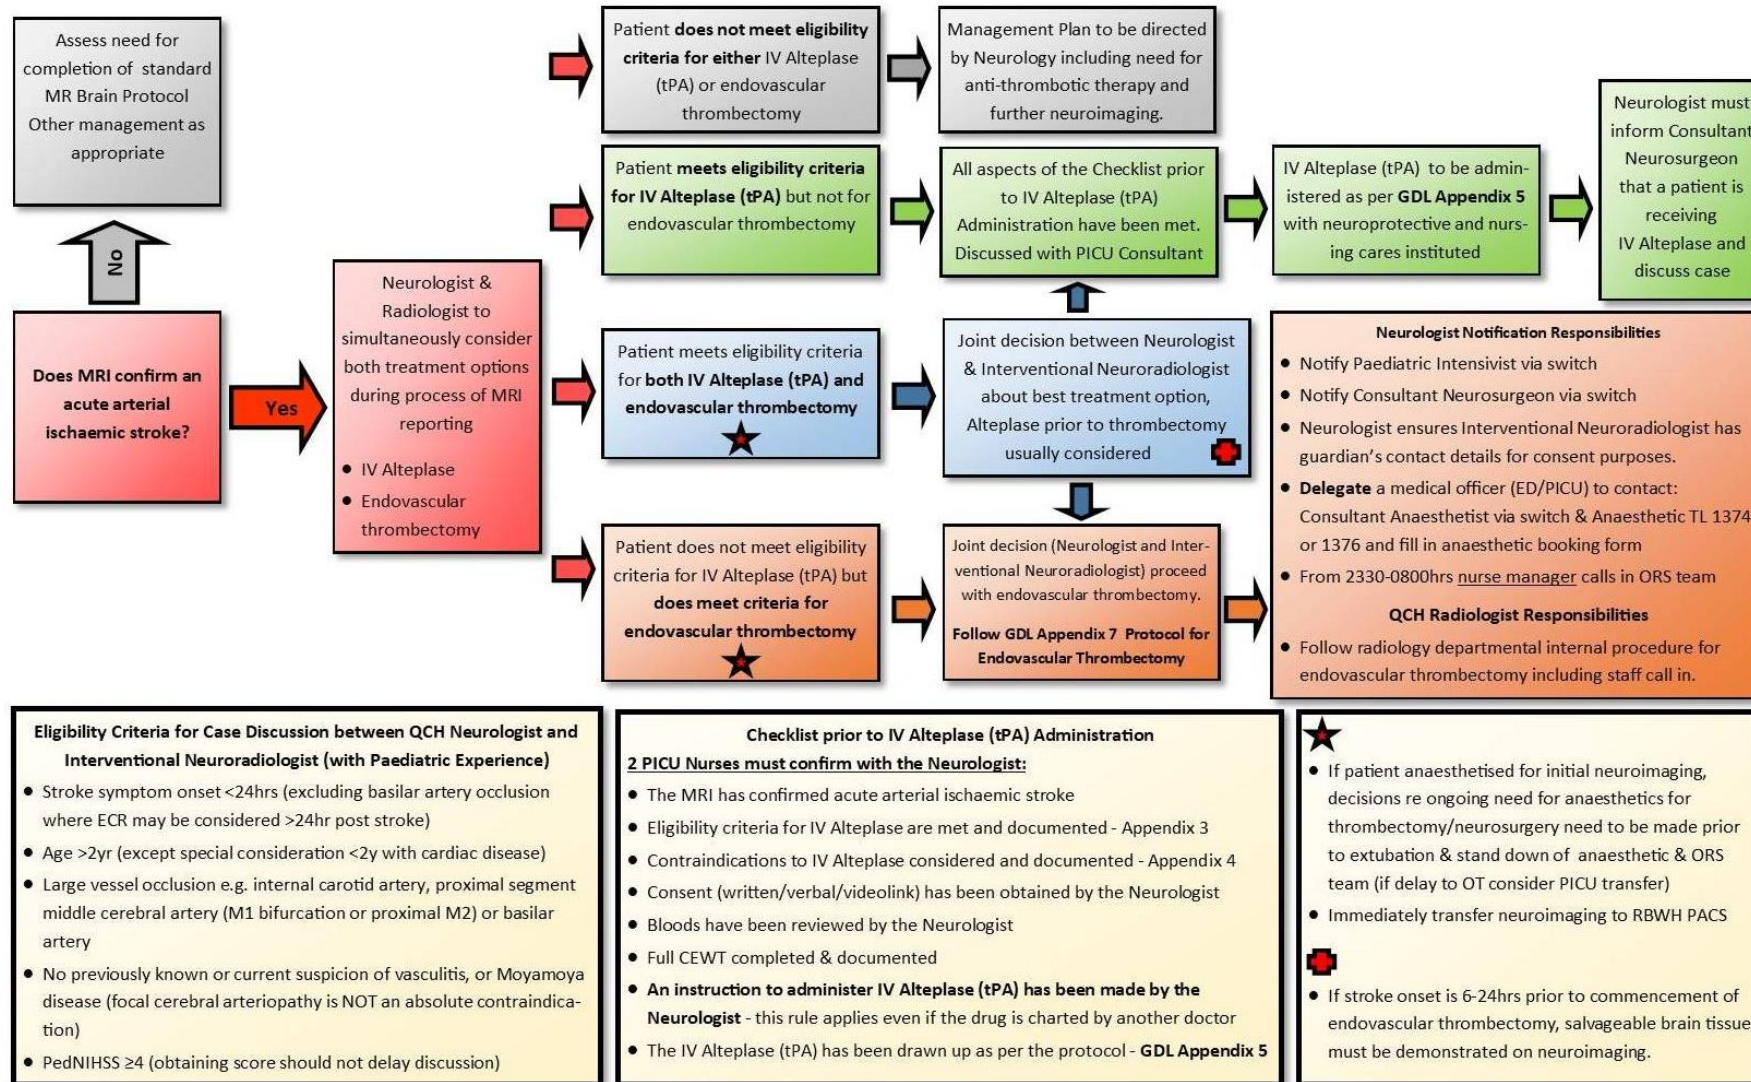 Assess need for
completion of standard
MR Brain Protocol
Other management as
appropriate
No
Does MRI confirm an
acute arterial
ischaemic stroke?
Yes
Neurologist &
Radiologist to
simultaneously consider
both treatment options
during process of MRI
reporting
• IV Alteplase
• Endovascular
thrombectomy
Patient does not meet eligibility
criteria for either IV Alteplase
(tPA) or endovascular
thrombectomy
Management Plan to be directed
by Neurology including need for
anti-thrombotic therapy and
further neuroimaging.
Patient meets eligibility criteria
for IV Alteplase (tPA) but not for
endovascular thrombectomy
All aspects of the Checklist prior
to IV Alteplase (tPA)
Administration have been met.
Discussed with PICU Consultant
IV Alteplase (tPA) to be admin-
istered as per GDL Appendix 5
with neuroprotective and nurs-
ing cares instituted
Neurologist must
inform Consultant
Neurosurgeon
that a patient is
receiving
IV Alteplase and
discuss case
Patient meets eligibility criteria
for both IV Alteplase (tPA) and
endovascular thrombectomy
Joint decision between Neurologist
& Interventional Neuroradiologist
about best treatment option,
Alteplase prior to thrombectomy
usually considered
Patient does not meet eligibility
criteria for IV Alteplase (tPA) but
does meet criteria for
endovascular thrombectomy
Joint decision (Neurologist and Inter-
ventional Neuroradiologist) proceed
with endovascular thrombectomy.
Follow GDL Appendix 7 Protocol for
Endovascular Thrombectomy
Neurologist Notification Responsibilities
• Notify Paediatric Intensivist via switch
• Notify Consultant Neurosurgeon via switch
• Neurologist ensures Interventional Neuroradiologist has
guardian's contact details for consent purposes.
• Delegate a medical officer (ED/PICU) to contact:
Consultant Anaesthetist via switch & Anaesthetic TL 1374
or 1376 and fill in anaesthetic booking form
• From 2330-0800hrs nurse manager calls in ORS team
QCH Radiologist Responsibilities
• Follow radiology departmental internal procedure for
endovascular thrombectomy including staff call in.
Eligibility Criteria for Case Discussion between QCH Neurologist and
Interventional Neuroradiologist (with Paediatric Experience)
• Stroke symptom onset <24hrs (excluding basilar artery occlusion
where ECR may be considered >24hr post stroke)
• Age >2yr (except special consideration <2y with cardiac disease)
• Large vessel occlusion e.g. internal carotid artery, proximal segment
middle cerebral artery (M1 bifurcation or proximal M2) or basilar
artery
• No previously known or current suspicion of vasculitis, or Moyamoya
disease (focal cerebral arteriopathy is NOT an absolute contraindica-
tion)
• PedNIHSS ≥4 (obtaining score should not delay discussion)
Checklist prior to IV Alteplase (tPA) Administration
2 PICU Nurses must confirm with the Neurologist:
• The MRI has confirmed acute arterial ischaemic stroke
• Eligibility criteria for IV Alteplase are met and documented - Appendix 3
• Contraindications to IV Alteplase considered and documented - Appendix 4
• Consent (written/verbal/videolink) has been obtained by the Neurologist
• Bloods have been reviewed by the Neurologist
• Full CEWT completed & documented
• An instruction to administer IV Alteplase (tPA) has been made by the
Neurologist - this rule applies even if the drug is charted by another doctor
• The IV Alteplase (tPA) has been drawn up as per the protocol - GDL Appendix 5
• If patient anaesthetised for initial neuroimaging,
decisions re ongoing need for anaesthetics for
thrombectomy/neurosurgery need to be made prior
to extubation & stand down of anaesthetic & ORS
team (if delay to OT consider PICU transfer)
• Immediately transfer neuroimaging to RBWH PACS
• If stroke onset is 6-24hrs prior to commencement of
endovascular thrombectomy, salvageable brain tissue
must be demonstrated on neuroimaging.